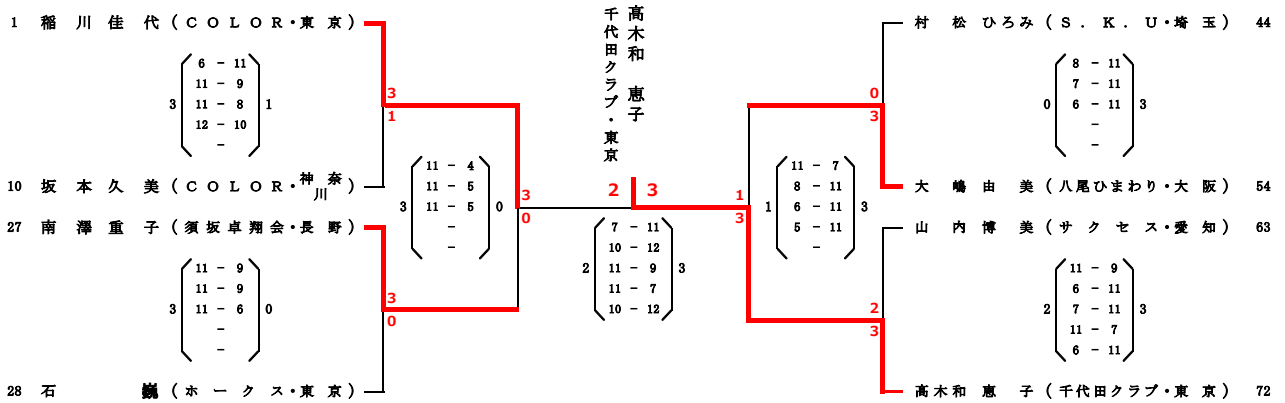 高木和 恵子
千代田クラブ・東京
1 稲川佳代(COLOR・東京)
6 - 11
11 - 9
3 11 - 8 1
12 - 10
-
3
1
10 坂本久美(COLOR・神奈川)
27 南澤重子(須坂卓翔会・長野)
11 - 9
11 - 9
3 11 - 6 0
-
-
3
0
28 石 巍(ホークス・東京)
11 - 4
11 - 5
3 11 - 5 0
-
-
3
0
2 3
7 - 11
10 - 12
2 11 - 9 3
11 - 7
10 - 12
1
3
11 - 7
8 - 11
1 6 - 11 3
5 - 11
-
村松ひろみ(S.K.U・埼玉) 44
8 - 11
7 - 11
0 6 - 11 3
-
-
0
3
大嶋由美(八尾ひまわり・大阪) 54
山内博美(サクセス・愛知) 63
11 - 9
6 - 11
2 7 - 11 3
11 - 7
6 - 11
2
3
高木和恵子(千代田クラブ・東京) 72